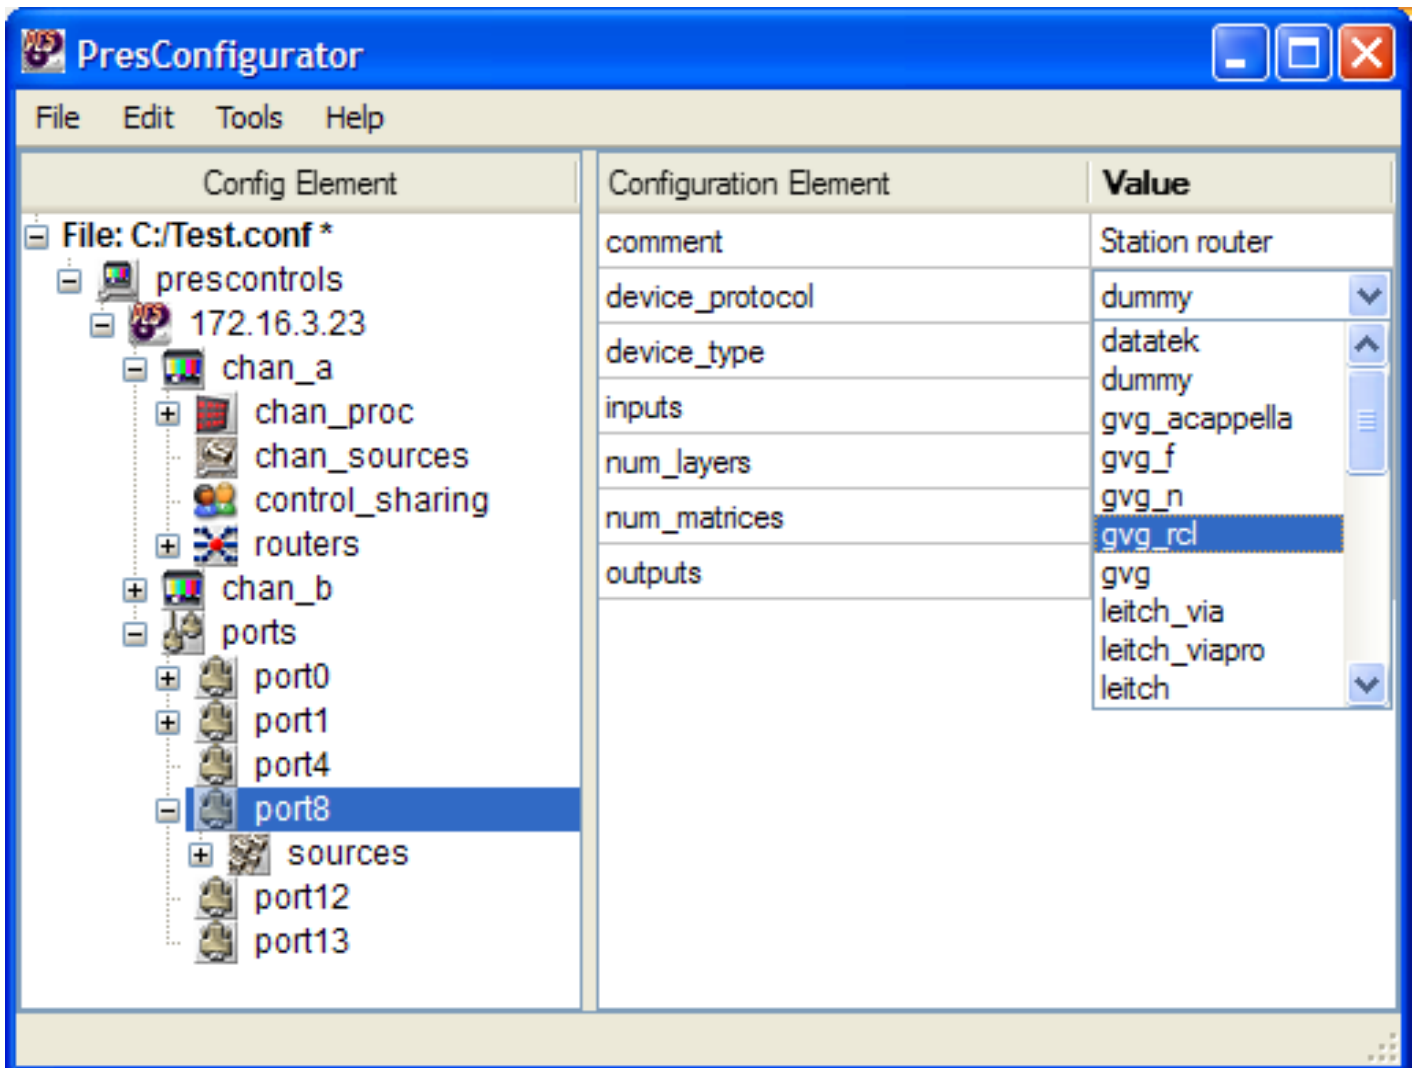 PresConfigurator
File Edit Tools Help
Config Element
File: C:/Test.conf *
prescontrols
172.16.3.23
chan_a
chan_proc
chan_sources
control_sharing
routers
chan_b
ports
port0
port1
port4
port8
sources
port12
port13
Configuration Element Value
comment Station router
device_protocol dummy
device_type
inputs
num_layers
num_matrices
outputs
datatek
dummy
gvg_acappella
gvg_f
gvg_n
gvg_rcl
gvg
leitch_via
leitch_viapro
leitch